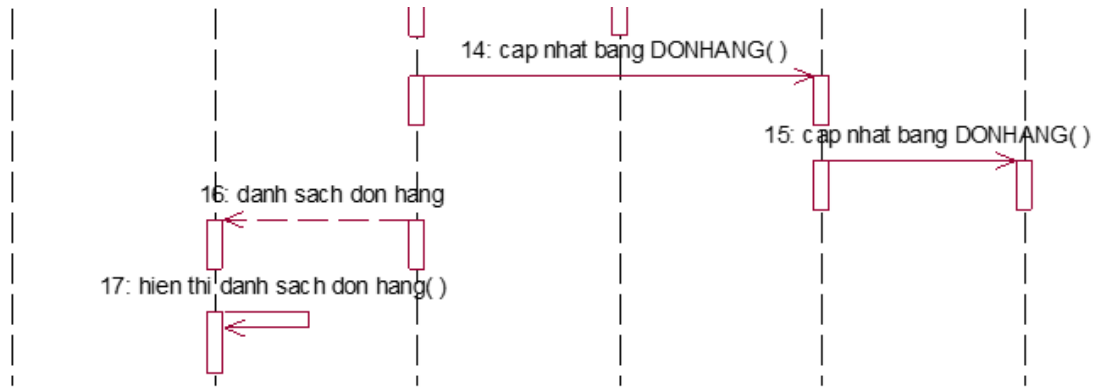 14: cap nhat bang DONHANG( )
15: cap nhat bang DONHANG( )
16: danh sach don hang
17: hien thi danh sach don hang( )